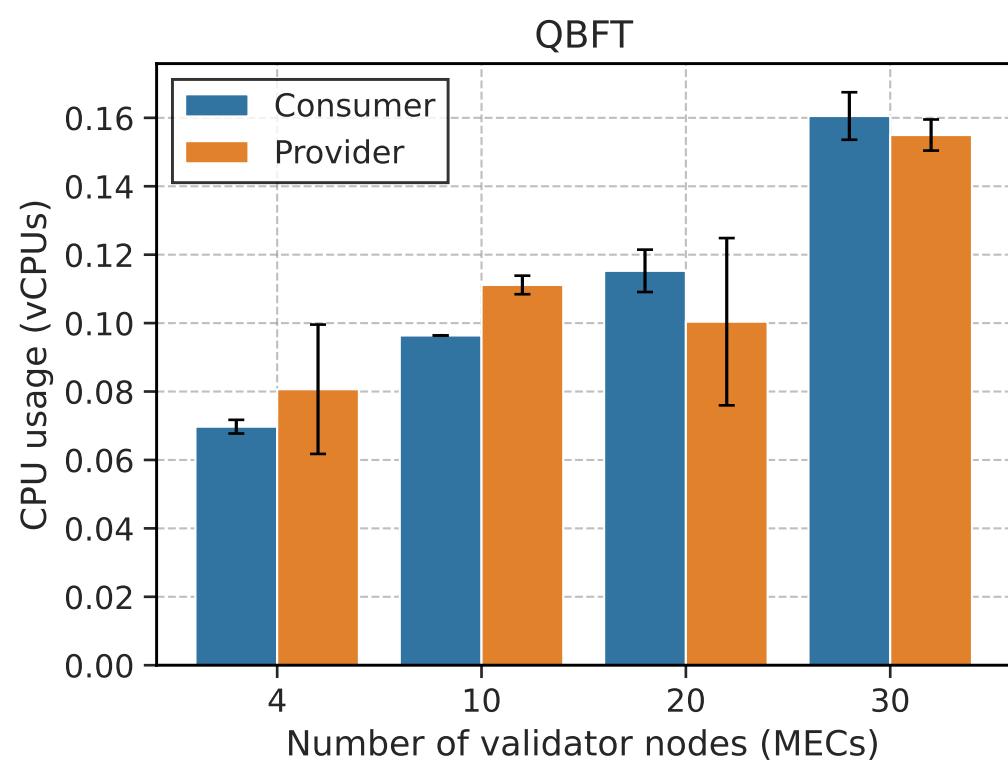 QBFT
Consumer
Provider
CPU usage (vCPUs)
0.16
0.14
0.12
0.10
0.08
0.06
0.04
0.02
0.00
4 10 20 30
Number of validator nodes (MECs)